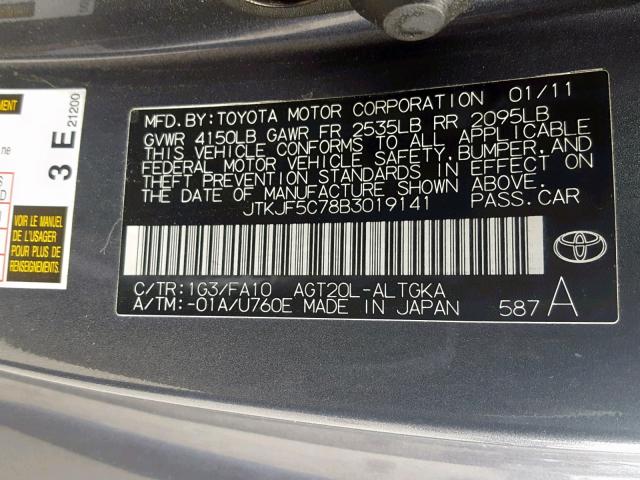 EMENT
ne
S
D
3 E 21200
VOIR LE MANUEL
DE L'USAGER
POUR PLUS DE
RENSEIGNEMENTS.
MFD. BY: TOYOTA MOTOR CORPORATION 01/11
GVWR 4150LB GAWR FR 2535LB RR 2095LB
THIS VEHICLE CONFORMS TO ALL APPLICABLE
FEDERAL MOTOR VEHICLE SAFETY, BUMPER, AND
THEFT PREVENTION STANDARDS IN EFFECT ON
THE DATE OF MANUFACTURE SHOWN ABOVE.
JTKJF5C78B3019141 PASS. CAR
C/TR: 1G3/FA10 AGT20L-ALTGKA
A/TM: -01A/U760E MADE IN JAPAN 587 A